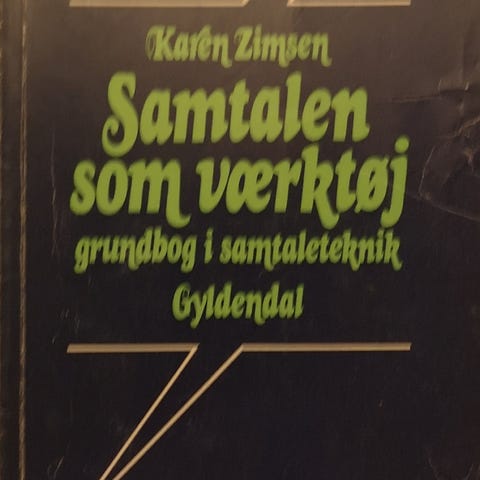 Karen Zimsen
Samtalen
som værktøj
grundbog i samtaleteknik
Gyldendal